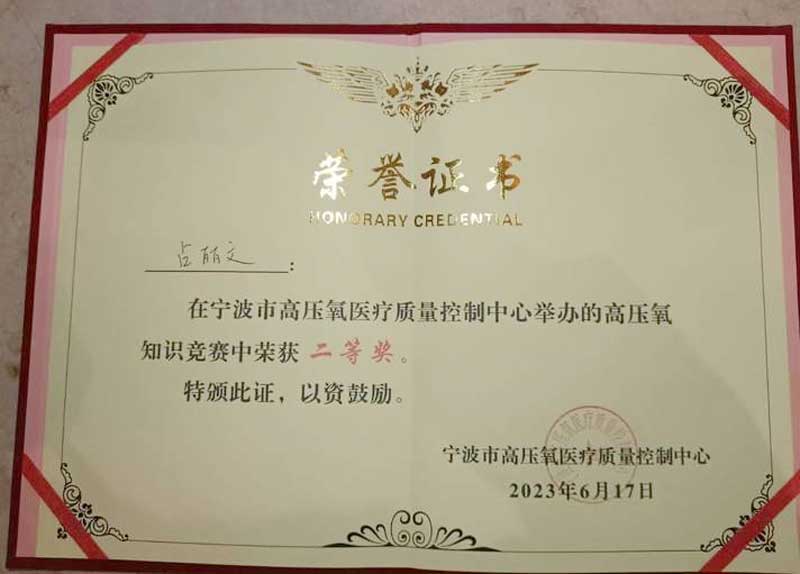 荣誉证书
HONORARY CREDENTIAL
占丽文：
在宁波市高压氧医疗质量控制中心举办的高压氧
知识竞赛中荣获 二等奖。
特颁此证，以资鼓励。
宁波市高压氧医疗质量控制中心
2023年6月17日